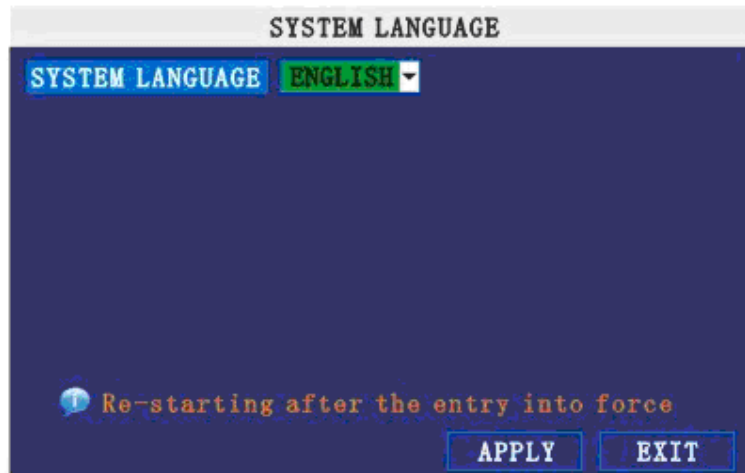 SYSTEM LANGUAGE
SYSTEM LANGUAGE ENGLISH
Re-starting after the entry into force
APPLY EXIT